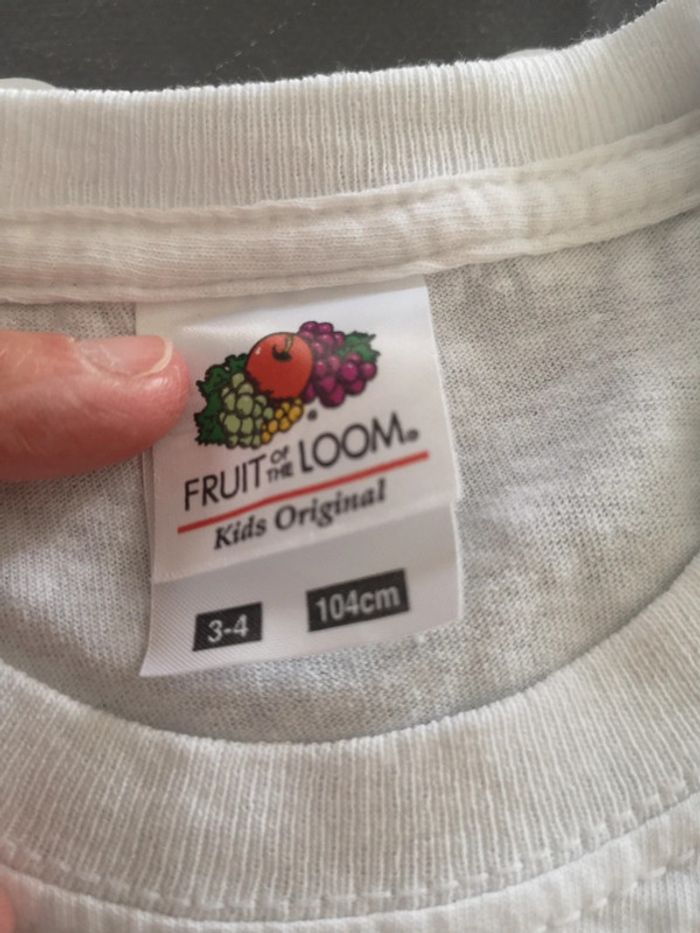 FRUIT OF THE LOOM®
Kids Original
3-4 104cm